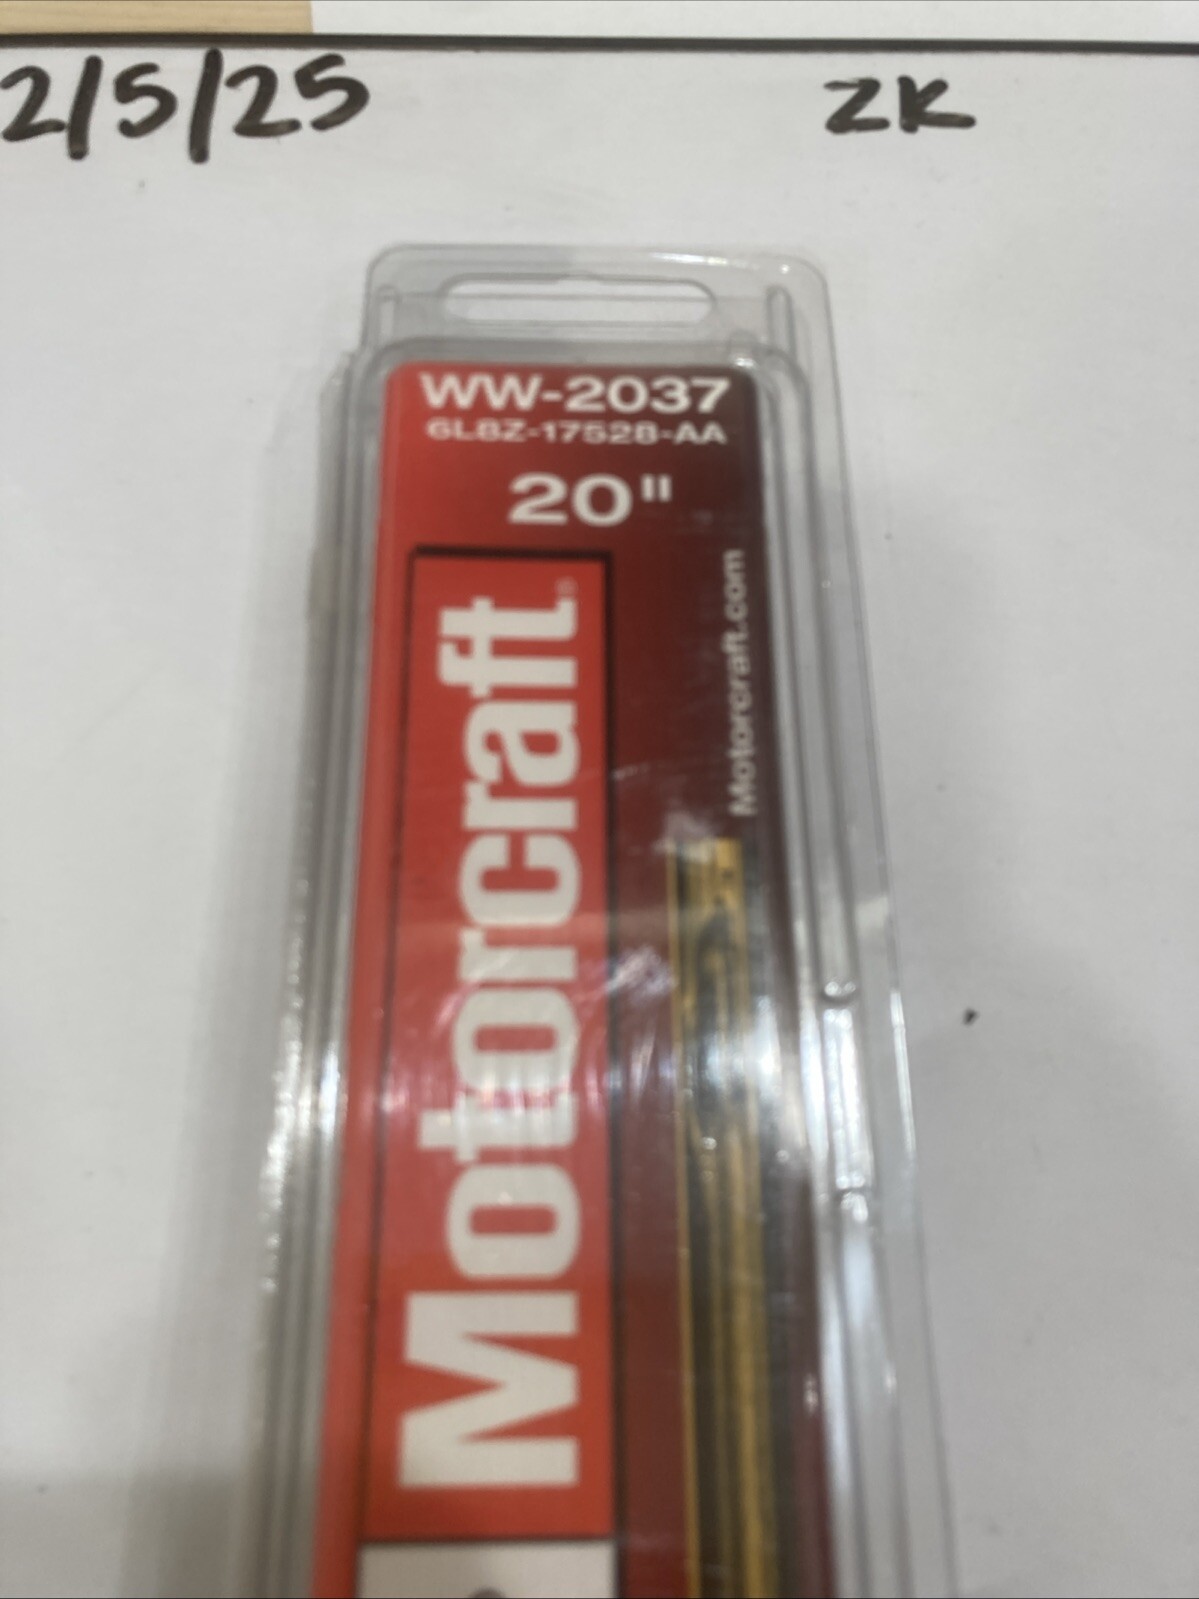 2/5/25 ZK
WW-2037
6L8Z-17528-AA
20"
Motorcraft®
Motorcraft.com